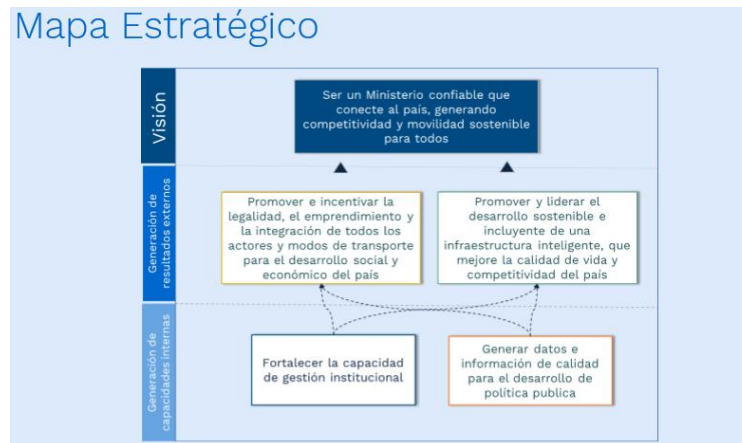 Mapa Estratégico
Visión
Ser un Ministerio confiable que
conecte al país, generando
competitividad y movilidad sostenible
para todos
Generación de
resultados externos
Promover e incentivar la
legalidad, el emprendimiento y
la integración de todos los
actores y modos de transporte
para el desarrollo social y
económico del país
Promover y liderar el
desarrollo sostenible e
incluyente de una
infraestructura inteligente, que
mejore la calidad de vida y
competitividad del país
Generación de
capacidades internas
Fortalecer la capacidad
de gestión institucional
Generar datos e
información de calidad
para el desarrollo de
política publica